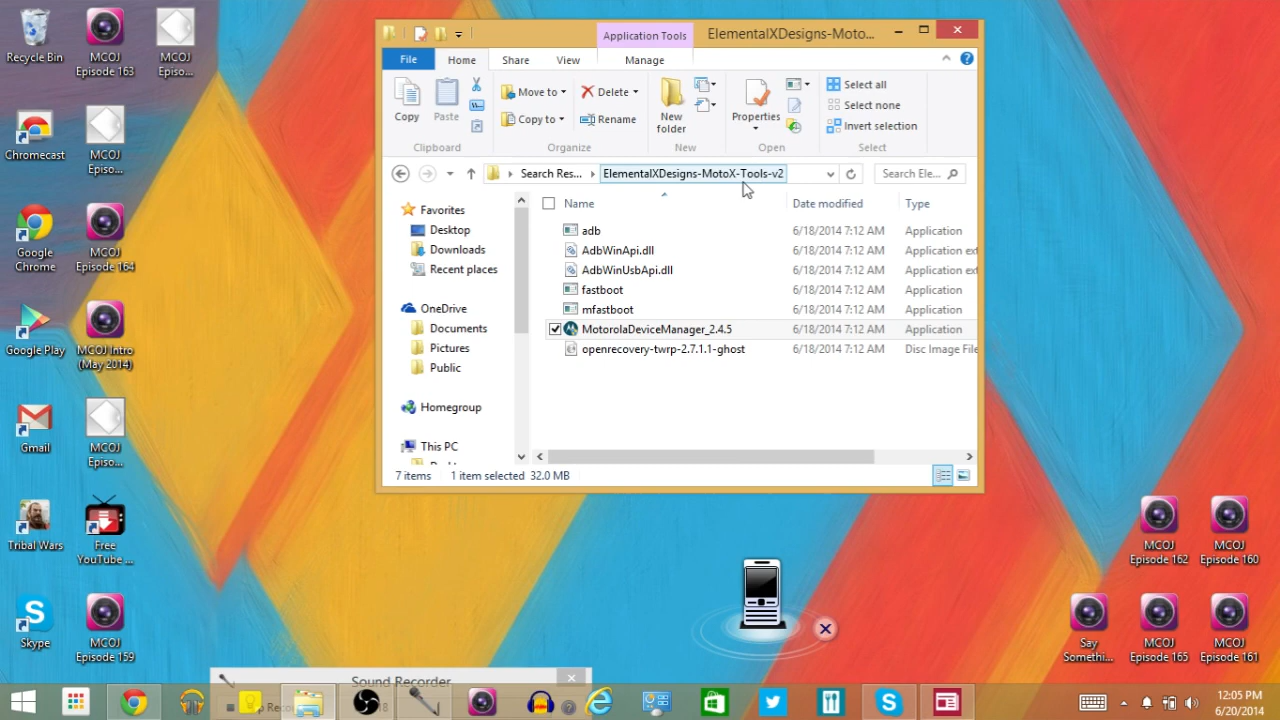 Recycle Bin
MCOJ
Episode 163
MCOJ
Episo...
Chromecast
MCOJ
Episo...
Google
Chrome
MCOJ
Episode 164
Google Play
MCOJ Intro
(May 2014)
Gmail
MCOJ
Episo...
Tribal Wars
Free
YouTube ...
Skype
MCOJ
Episode 159
Application Tools
ElementalXDesigns-Moto...
File
Home
Share
View
Manage
Copy
Paste
Move to
Copy to
Delete
Rename
New
folder
Properties
Select all
Select none
Invert selection
Clipboard
Organize
New
Open
Select
Search Res...
ElementalXDesigns-MotoX-Tools-v2
Search Ele...
Favorites
Desktop
Downloads
Recent places
OneDrive
Documents
Pictures
Public
Homegroup
This PC
Name
Date modified
Type
adb
6/18/2014 7:12 AM
Application
AdbWinApi.dll
6/18/2014 7:12 AM
Application ext
AdbWinUsbApi.dll
6/18/2014 7:12 AM
Application ext
fastboot
6/18/2014 7:12 AM
Application
mfastboot
6/18/2014 7:12 AM
Application
MotorolaDeviceManager_2.4.5
6/18/2014 7:12 AM
Application
openrecovery-twrp-2.7.1.1-ghost
6/18/2014 7:12 AM
Disc Image File
7 items
1 item selected 32.0 MB
MCOJ
Episode 162
MCOJ
Episode 160
Say
Somethi...
MCOJ
Episode 165
MCOJ
Episode 161
Sound Recorder
12:05 PM
6/20/2014